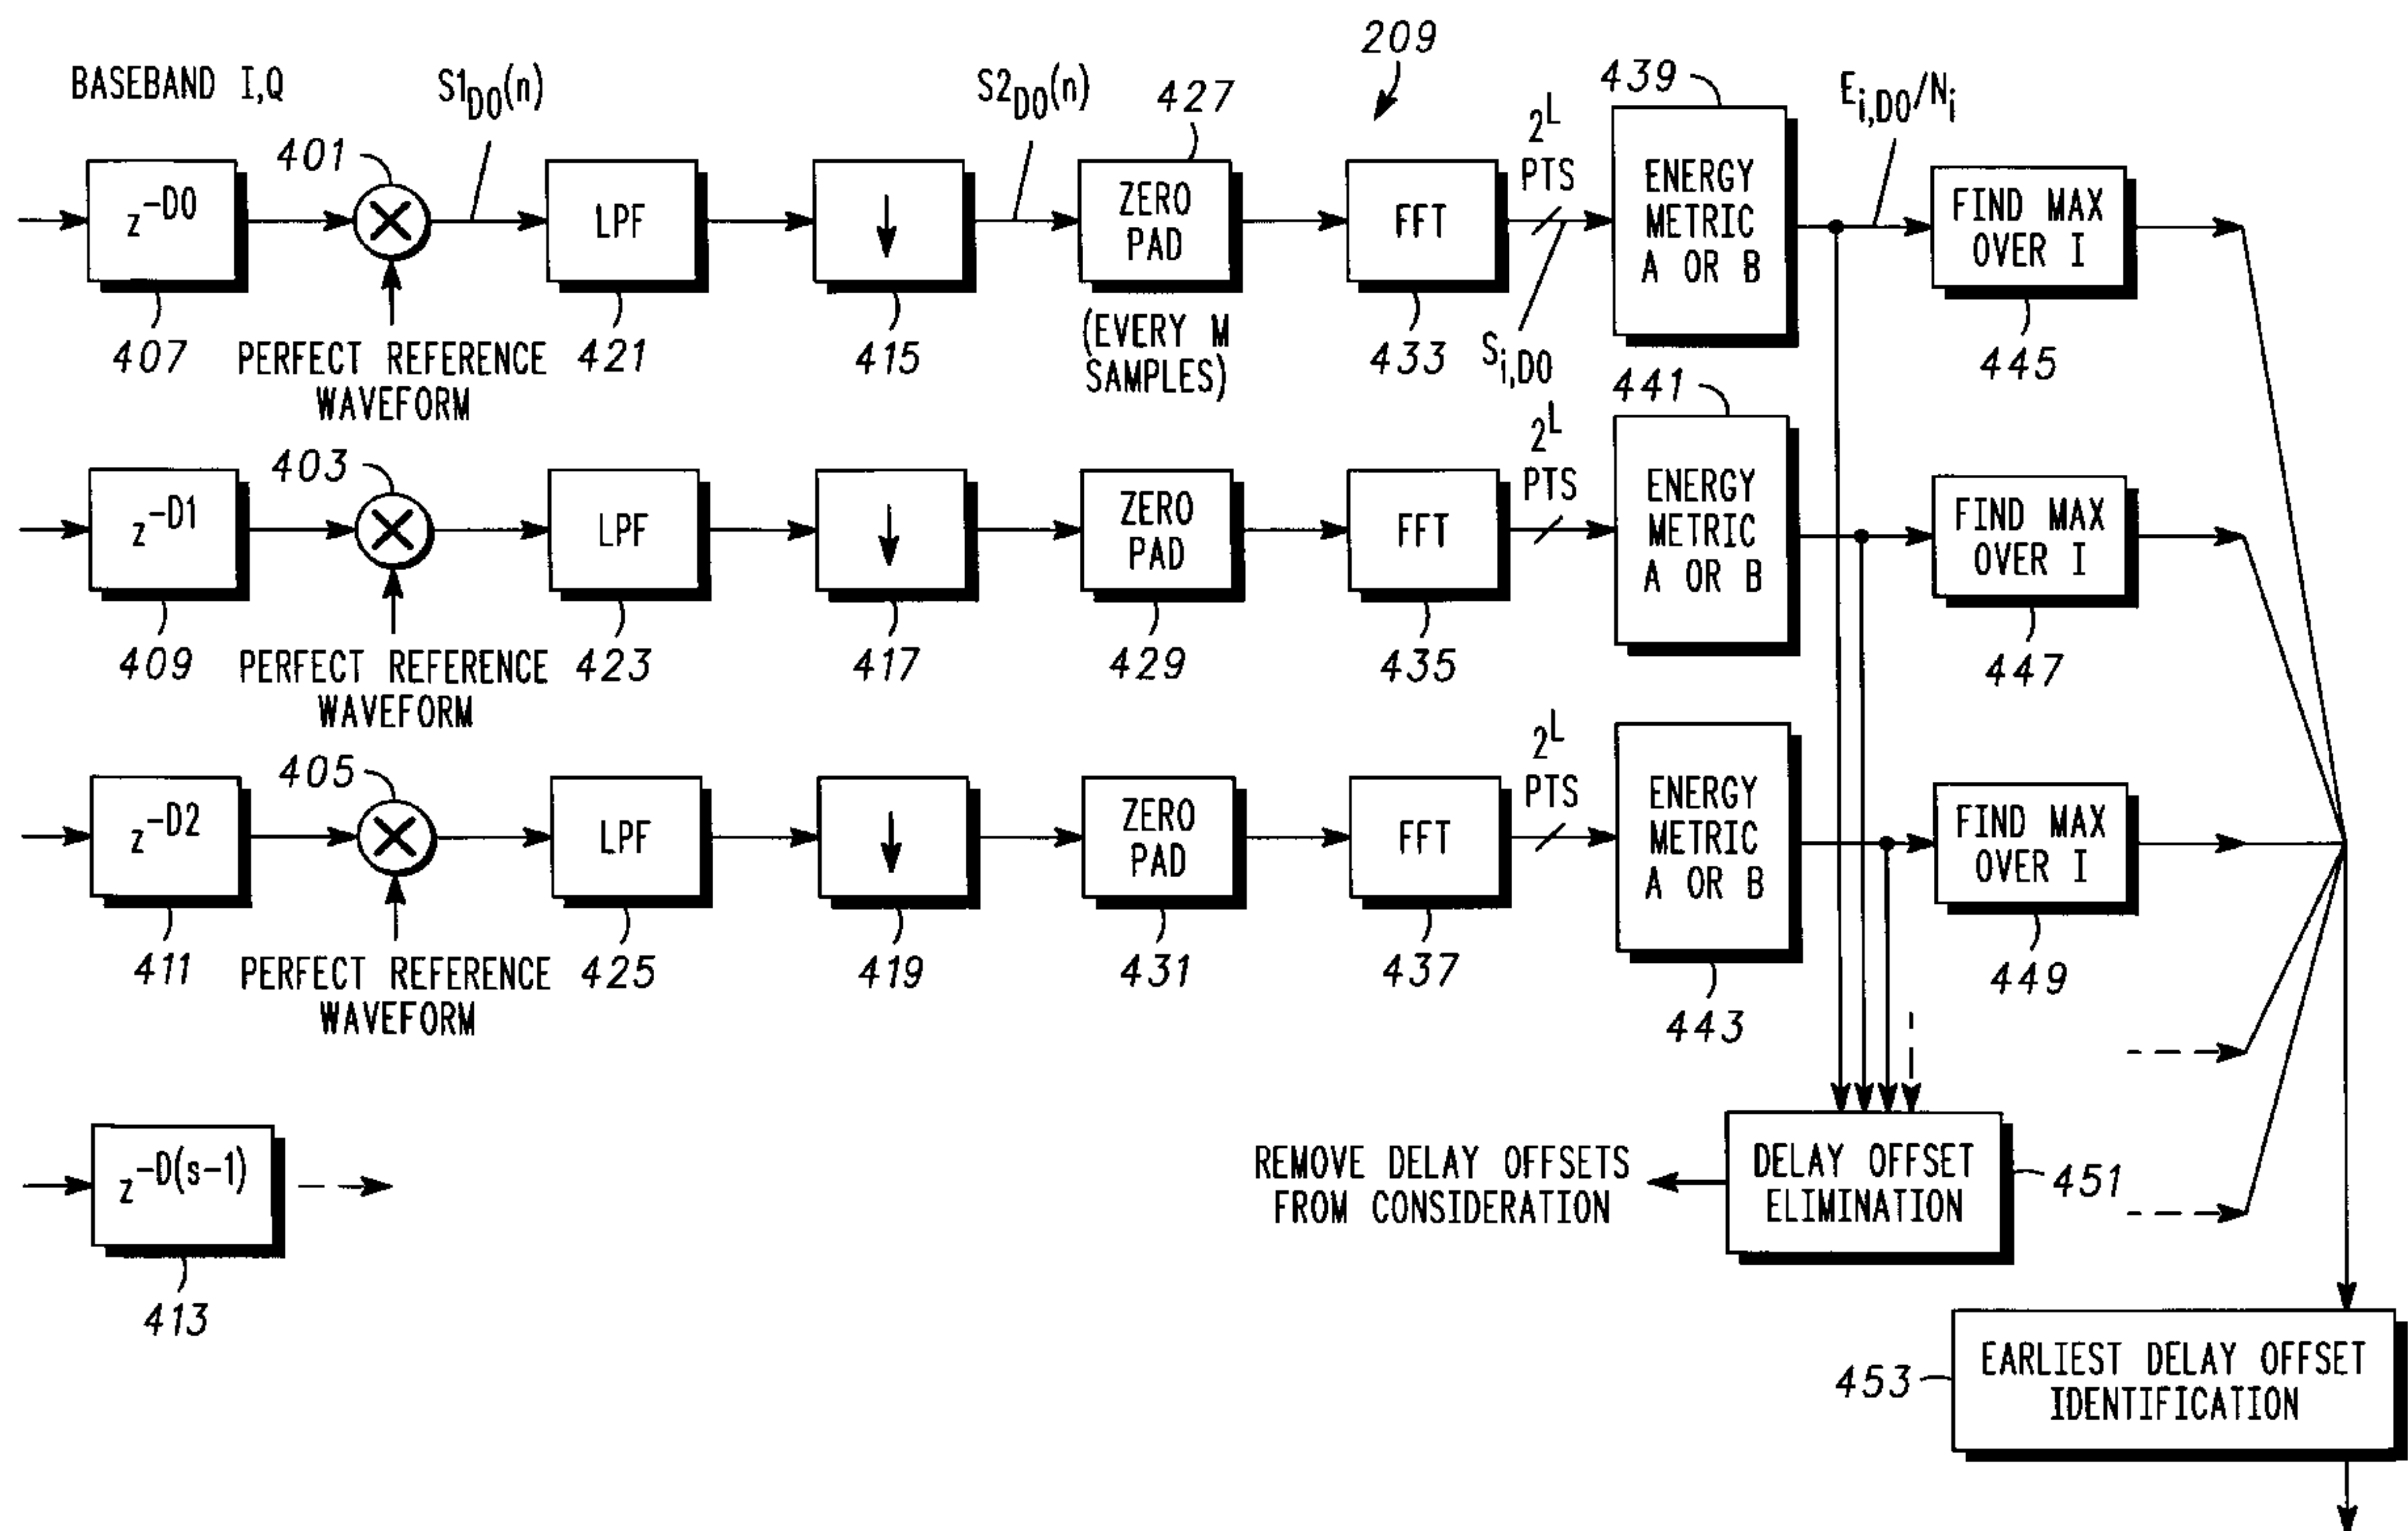 209
BASEBAND I,Q
S1D0(n)
S2D0(n)
427
439
Ei,D0/Ni
401
z-D0
LPF
↓
ZERO
PAD
FFT
2L
PTS
ENERGY
METRIC
A OR B
FIND MAX
OVER I
407
PERFECT REFERENCE
WAVEFORM
421
415
(EVERY M
SAMPLES)
433
Si,D0
445
441
403
z-D1
LPF
↓
ZERO
PAD
FFT
2L
PTS
ENERGY
METRIC
A OR B
FIND MAX
OVER I
409
PERFECT REFERENCE
WAVEFORM
423
417
429
435
447
405
z-D2
LPF
↓
ZERO
PAD
FFT
2L
PTS
ENERGY
METRIC
A OR B
FIND MAX
OVER I
411
PERFECT REFERENCE
WAVEFORM
425
419
431
437
443
449
z-D(s-1)
413
REMOVE DELAY OFFSETS
FROM CONSIDERATION
DELAY OFFSET
ELIMINATION
451
453
EARLIEST DELAY OFFSET
IDENTIFICATION